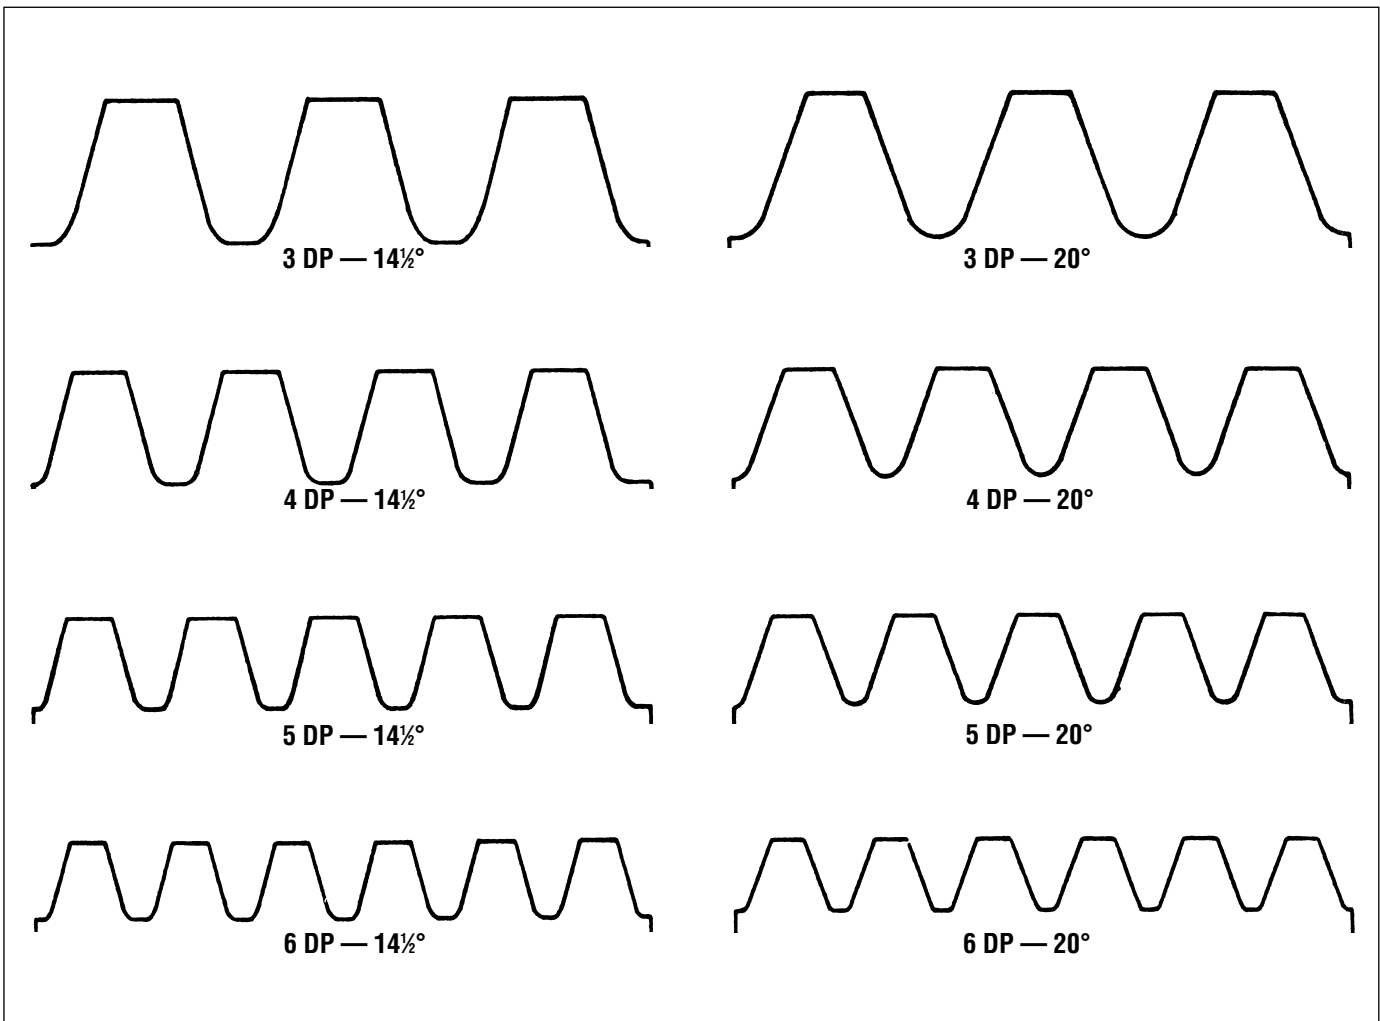 3 DP — 14½°
3 DP — 20°
4 DP — 14½°
4 DP — 20°
5 DP — 14½°
5 DP — 20°
6 DP — 14½°
6 DP — 20°